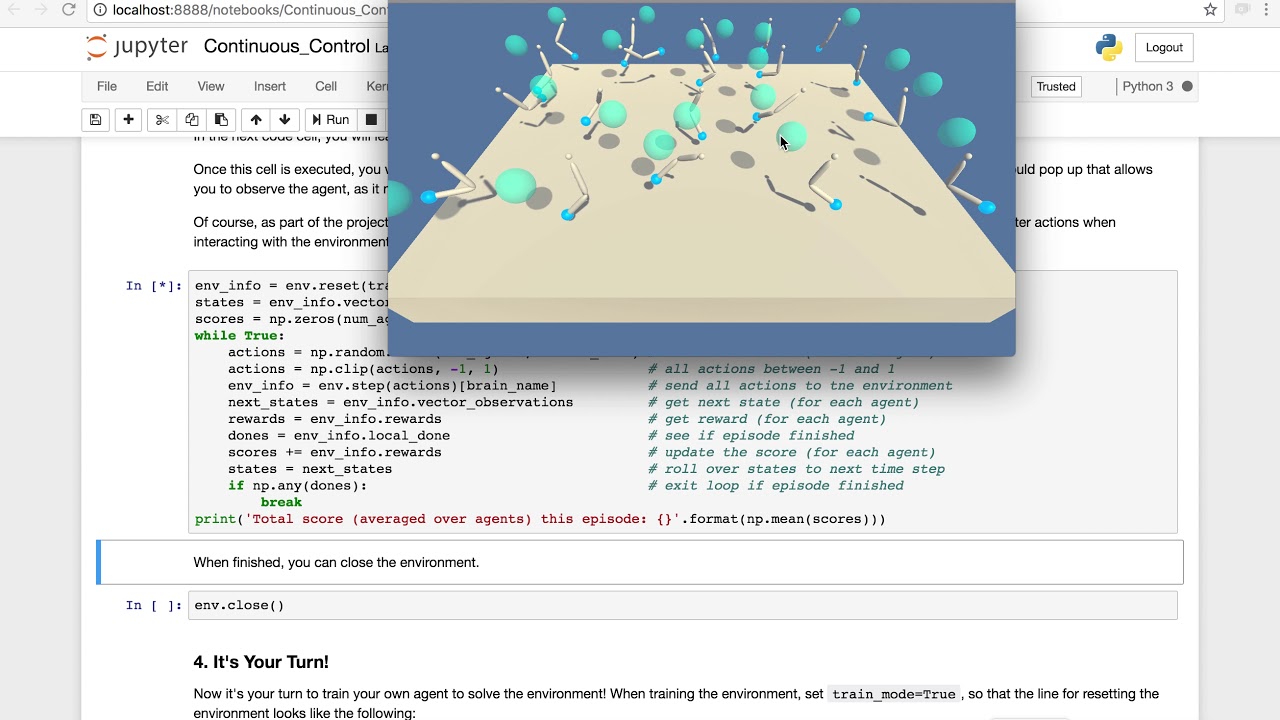 localhost:8888/notebooks/Continuous_Con
jupyter Continuous_Control La
Logout
File Edit View Insert Cell Ker
Trusted Python 3
Run
In the next code cell, you will lea
Once this cell is executed, you w
ould pop up that allows
you to observe the agent, as it m
Of course, as part of the project
ter actions when
interacting with the environment
In [*]: env_info = env.reset(tra
states = env_info.vector
scores = np.zeros(num_ag
while True:
actions = np.random.
actions = np.clip(actions, -1, 1) # all actions between -1 and 1
env_info = env.step(actions)[brain_name] # send all actions to tne environment
next_states = env_info.vector_observations # get next state (for each agent)
rewards = env_info.rewards # get reward (for each agent)
dones = env_info.local_done # see if episode finished
scores += env_info.rewards # update the score (for each agent)
states = next_states # roll over states to next time step
if np.any(dones): # exit loop if episode finished
break
print('Total score (averaged over agents) this episode: {}'.format(np.mean(scores)))
When finished, you can close the environment.
In [ ]: env.close()
4. It's Your Turn!
Now it's your turn to train your own agent to solve the environment! When training the environment, set train_mode=True , so that the line for resetting the
environment looks like the following: